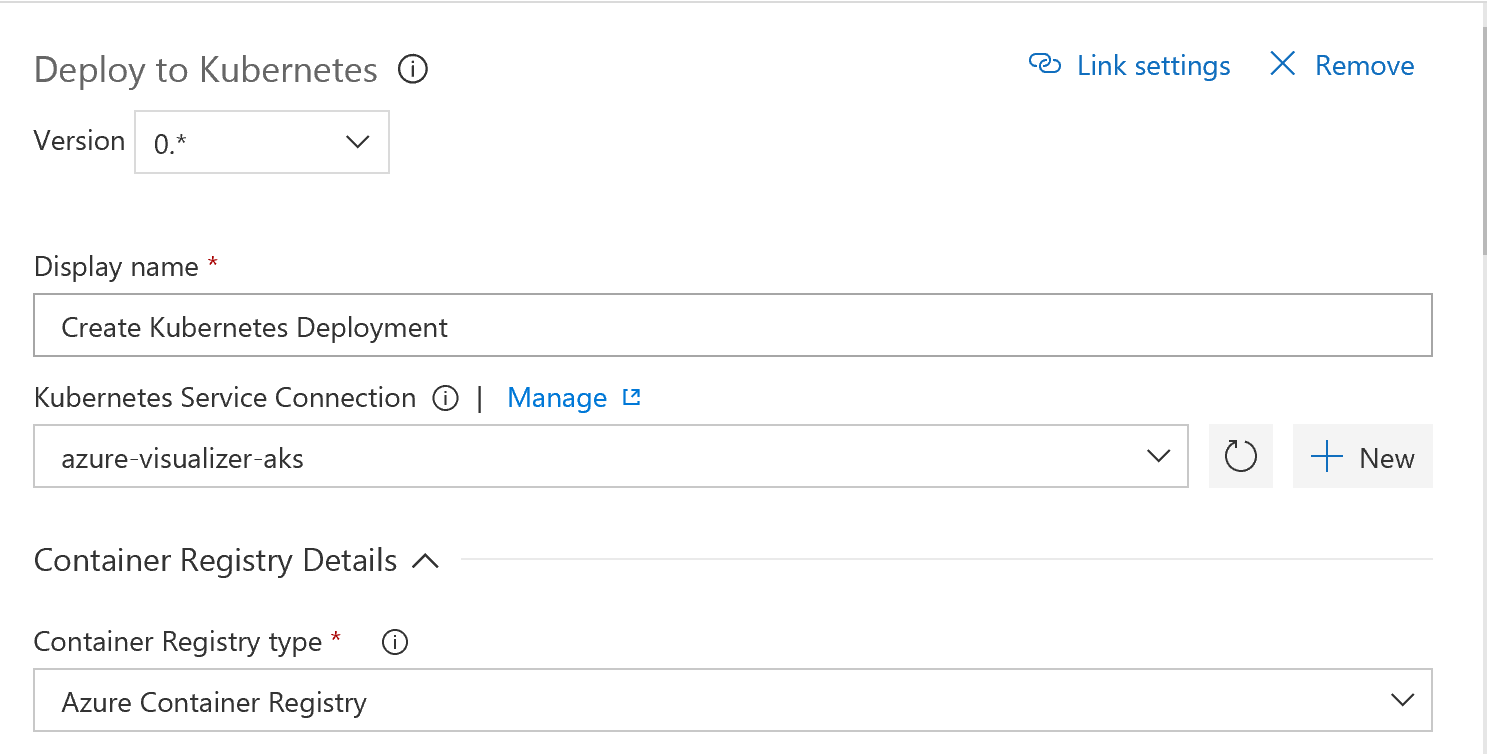 Deploy to Kubernetes
Link settings
Remove
Version 0.*
Display name *
Create Kubernetes Deployment
Kubernetes Service Connection | Manage
azure-visualizer-aks
New
Container Registry Details
Container Registry type *
Azure Container Registry